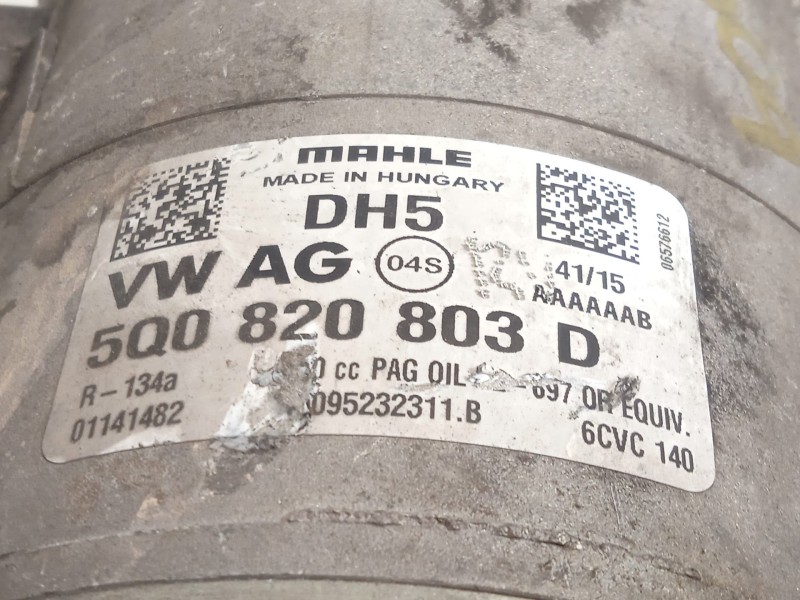 MAHLE
MADE IN HUNGARY
DH5
VW AG 04S 41/15
AAAAAAB
5Q0 820 803 D
R-134a cc PAG OIL 897 OR EQUIV.
01141482 095232311.B 6CVC 140
06576612